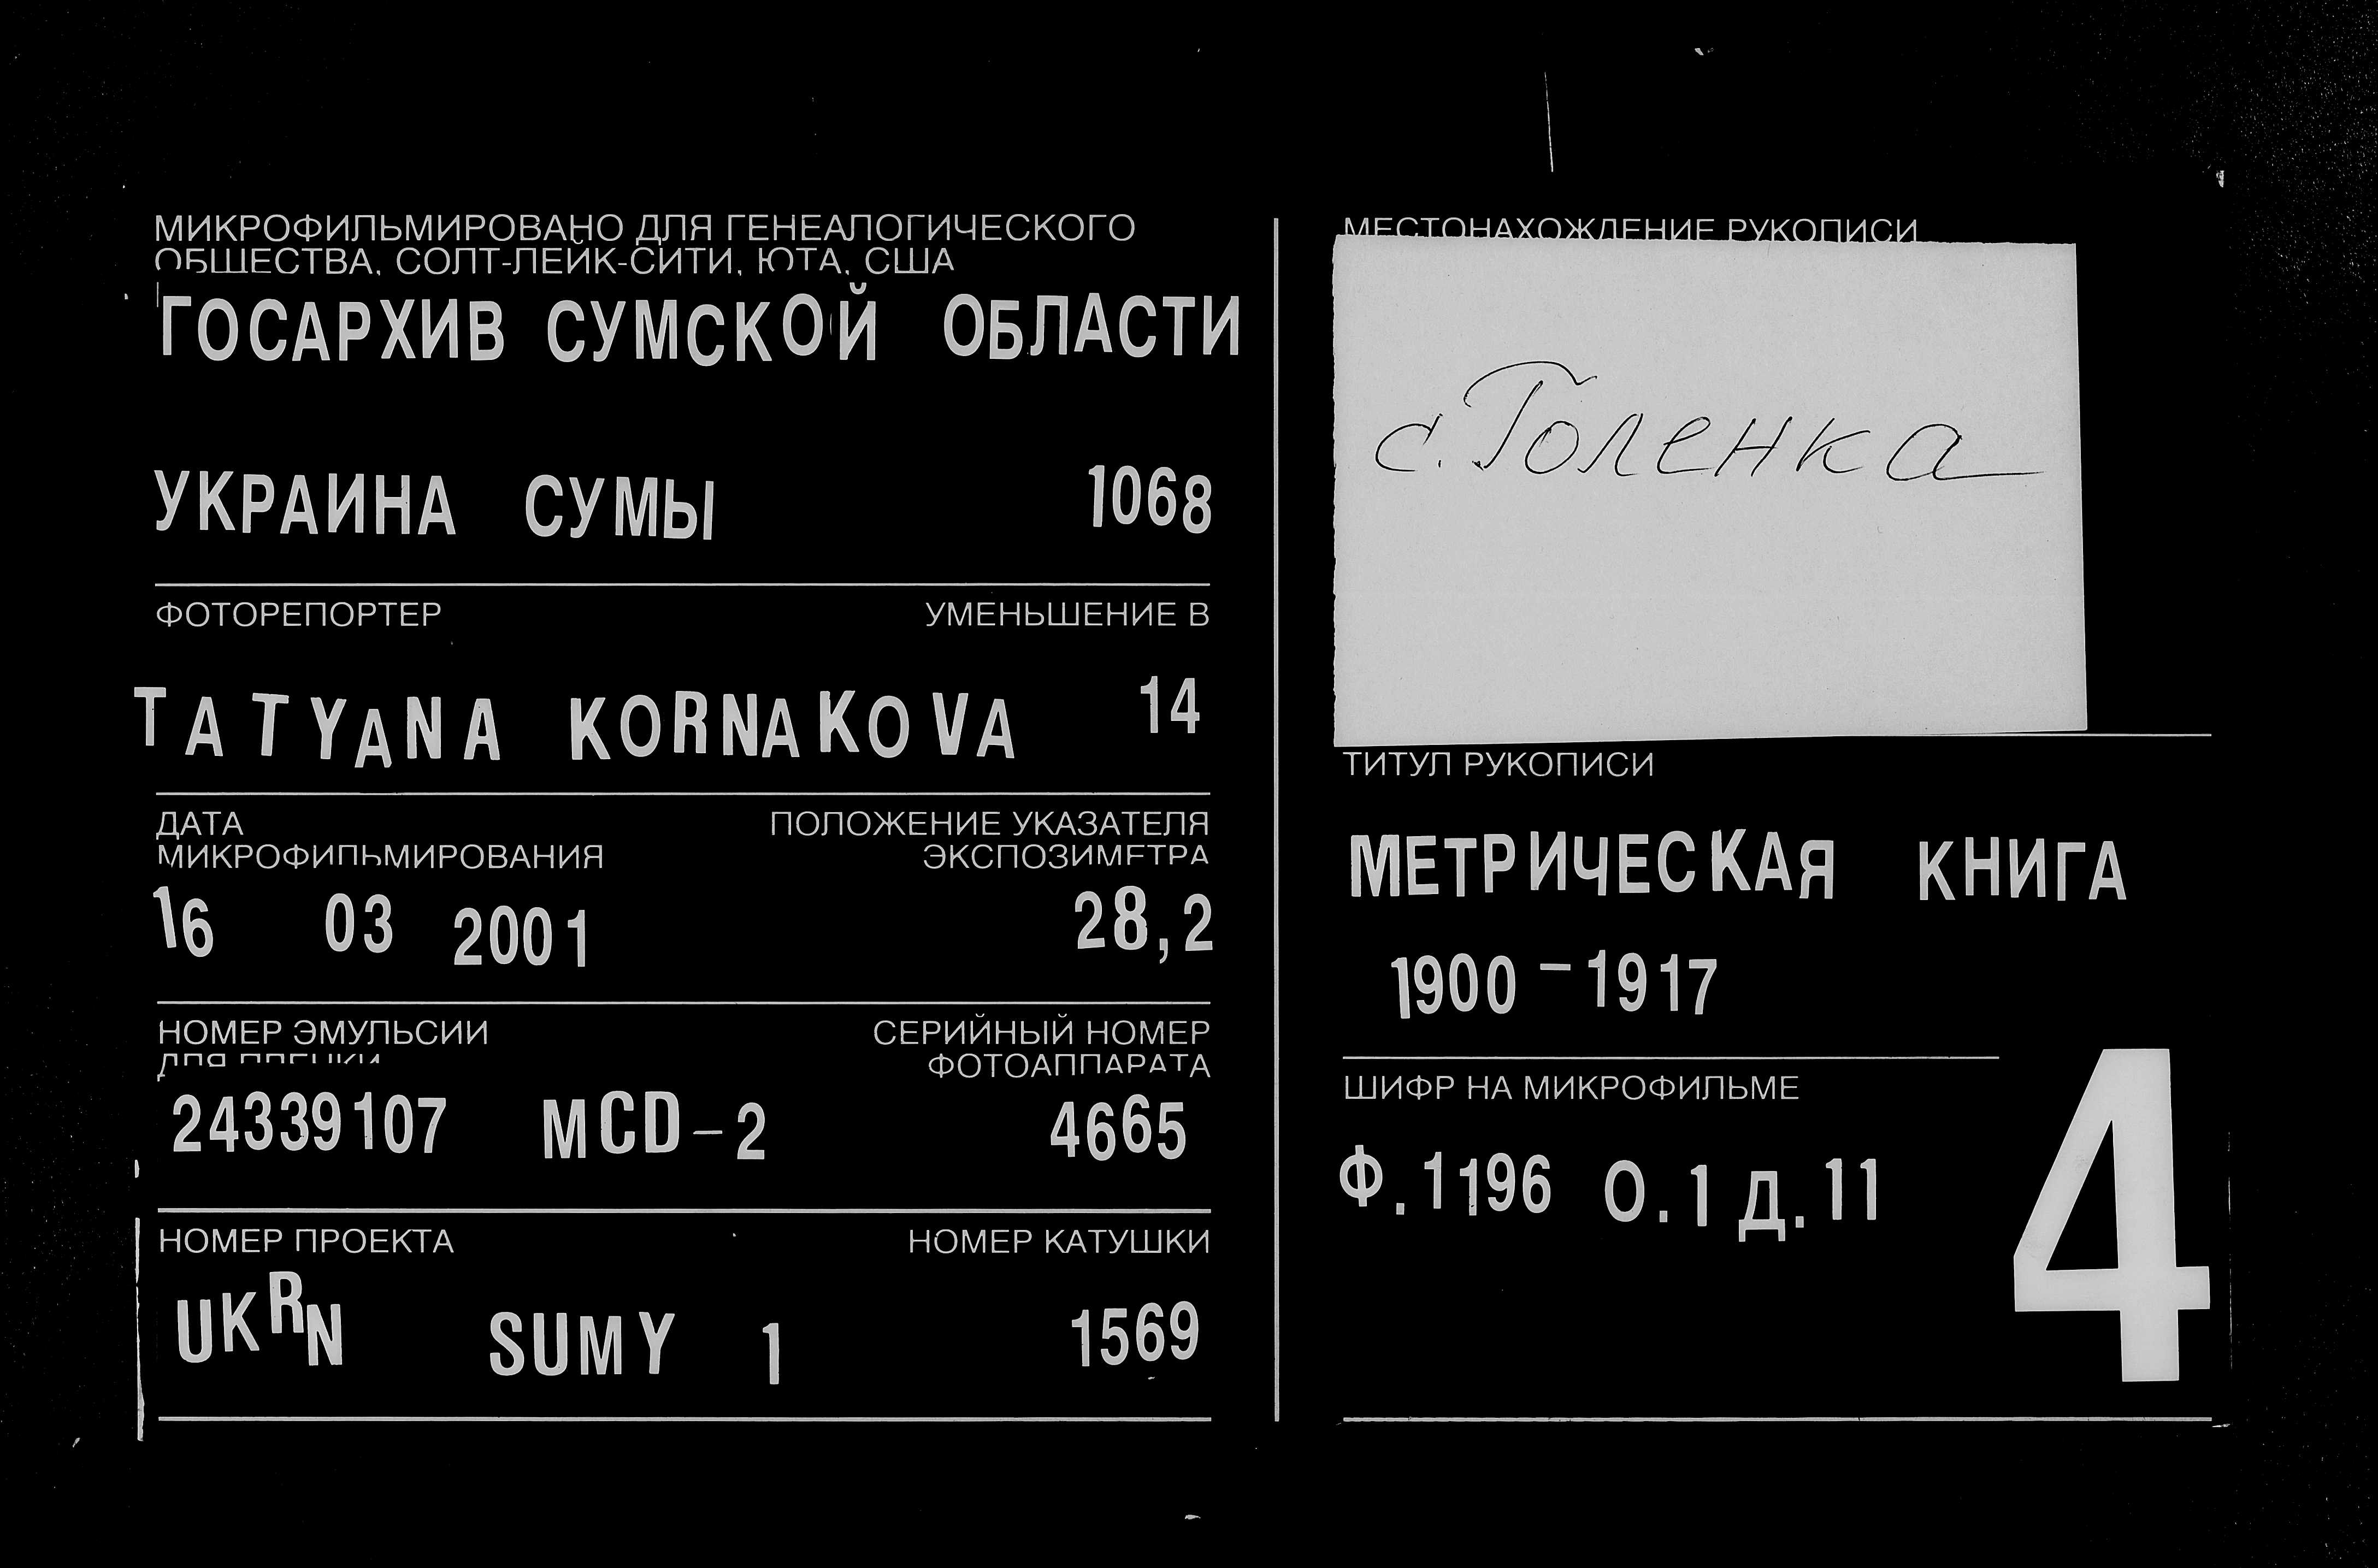 МИКРОФИЛЬМИРОВАНО ДЛЯ ГЕНЕАЛОГИЧЕСКОГО
ОБЩЕСТВА, СОЛТ-ЛЕЙК-СИТИ, ЮТА, США
ГОСАРХИВ СУМСКОЙ ОБЛАСТИ
УКРАИНА СУМЫ 1068
ФОТОРЕПОРТЕР УМЕНЬШЕНИЕ В
TATYANA KORNAKOVA 14
ДАТА ПОЛОЖЕНИЕ УКАЗАТЕЛЯ
МИКРОФИЛЬМИРОВАНИЯ ЭКСПОЗИМЕТРА
16 03 2001 28,2
НОМЕР ЭМУЛЬСИИ СЕРИЙНЫЙ НОМЕР
ДЛЯ ПЛЕНКИ ФОТОАППАРАТА
24339107 MCD-2 4665
НОМЕР ПРОЕКТА НОМЕР КАТУШКИ
UKRN SUMY 1 1569
МЕСТОНАХОЖДЕНИЕ РУКОПИСИ
с. Голенка
ТИТУЛ РУКОПИСИ
МЕТРИЧЕСКАЯ КНИГА
1900-1917
ШИФР НА МИКРОФИЛЬМЕ
Ф.1196 О.1 Д.11
4